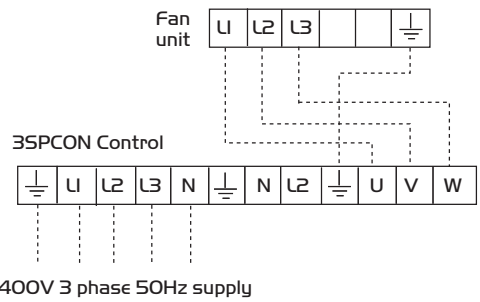 Fan
unit
L1 L2 L3
3SPCON Control
L1 L2 L3 N N L2 U V W
400V 3 phase 50Hz supply